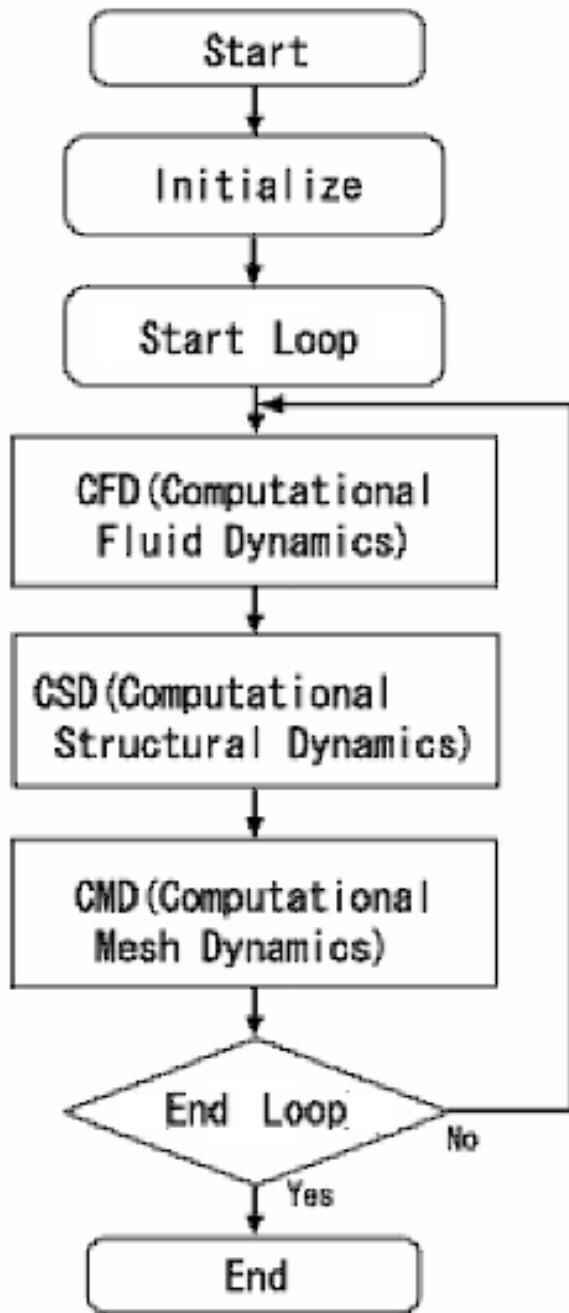 Start
Initialize
Start Loop
CFD(Computational
Fluid Dynamics)
CSD(Computational
Structural Dynamics)
CMD(Computational
Mesh Dynamics)
End Loop
No
Yes
End